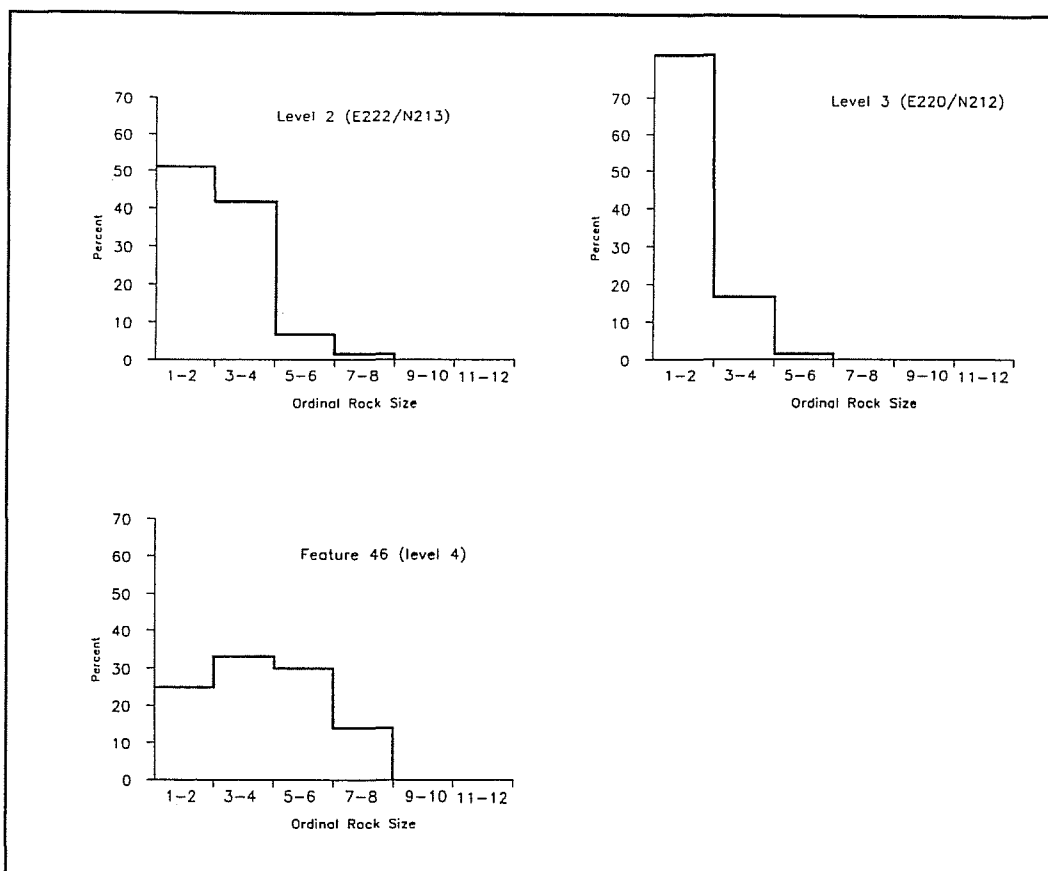 Level 2 (E222/N213)
70
60
50
40
30
20
10
0
Percent
1-2 3-4 5-6 7-8 9-10 11-12
Ordinal Rock Size
Level 3 (E220/N212)
70
60
50
40
30
20
10
0
Percent
1-2 3-4 5-6 7-8 9-10 11-12
Ordinal Rock Size
Feature 46 (level 4)
70
60
50
40
30
20
10
0
Percent
1-2 3-4 5-6 7-8 9-10 11-12
Ordinal Rock Size